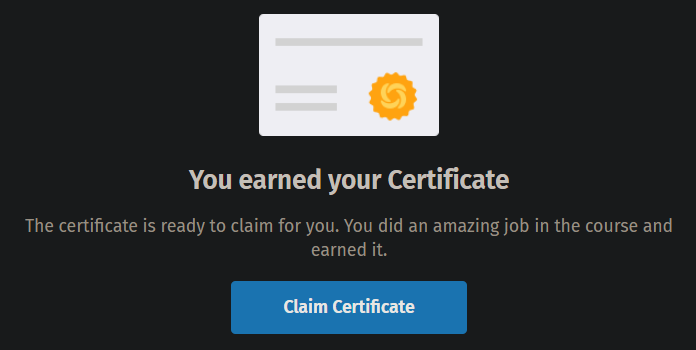 You earned your Certificate
The certificate is ready to claim for you. You did an amazing job in the course and
earned it.
Claim Certificate